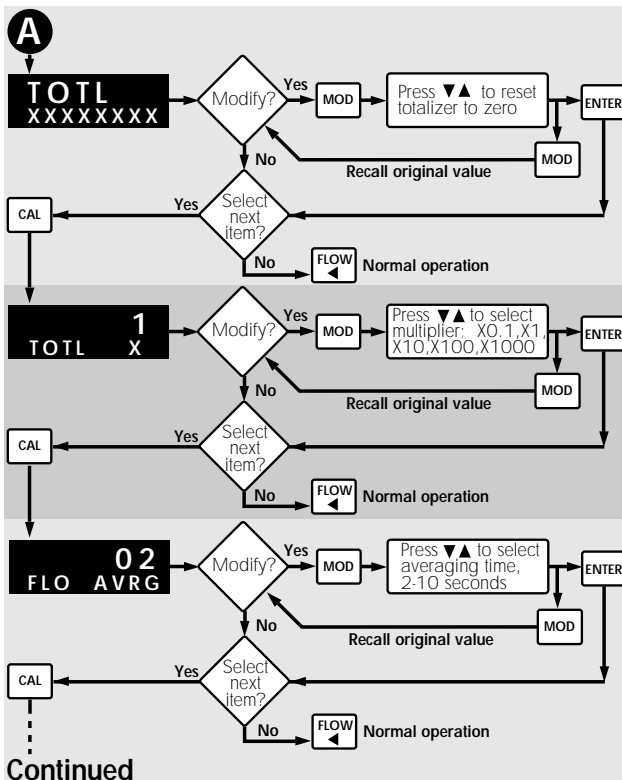 A
TOTL
XXXXXXXX
Modify?
Yes
MOD
Press ▼▲ to reset
totalizer to zero
ENTER
MOD
Recall original value
No
Select
next
item?
Yes
CAL
No
FLOW
◀
Normal operation
1
TOTL X
Modify?
Yes
MOD
Press ▼▲ to select
multiplier: X0.1,X1,
X10,X100,X1000
ENTER
MOD
Recall original value
No
Select
next
item?
Yes
CAL
No
FLOW
◀
Normal operation
02
FLO AVRG
Modify?
Yes
MOD
Press ▼▲ to select
averaging time,
2-10 seconds
ENTER
MOD
Recall original value
No
Select
next
item?
Yes
CAL
No
FLOW
◀
Normal operation
Continued